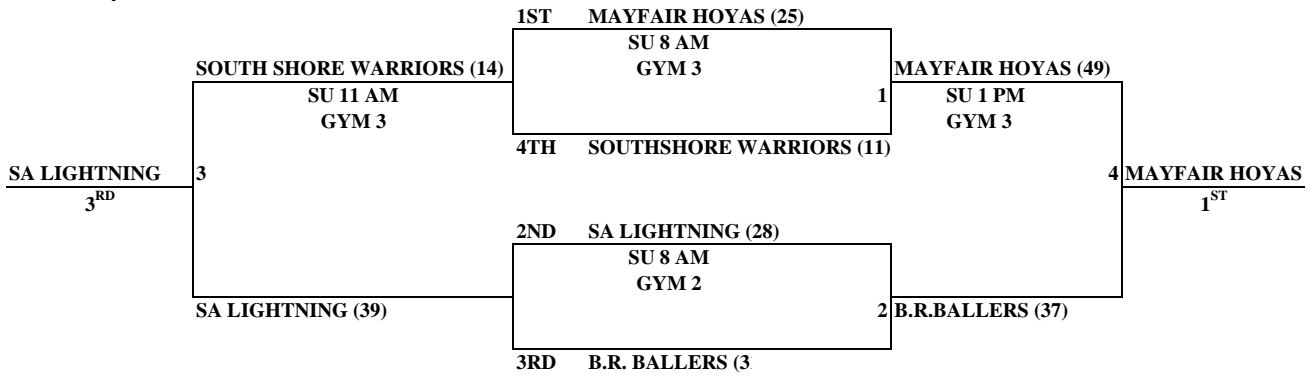 1ST MAYFAIR HOYAS (25)
SU 8 AM
GYM 3
SOUTH SHORE WARRIORS (14)
MAYFAIR HOYAS (49)
SU 11 AM
GYM 3
1
SU 1 PM
GYM 3
4TH SOUTHSHORE WARRIORS (11)
SA LIGHTNING
3RD
3
4
MAYFAIR HOYAS
1ST
2ND SA LIGHTNING (28)
SU 8 AM
GYM 2
SA LIGHTNING (39)
2
B.R.BALLERS (37)
3RD B.R. BALLERS (3